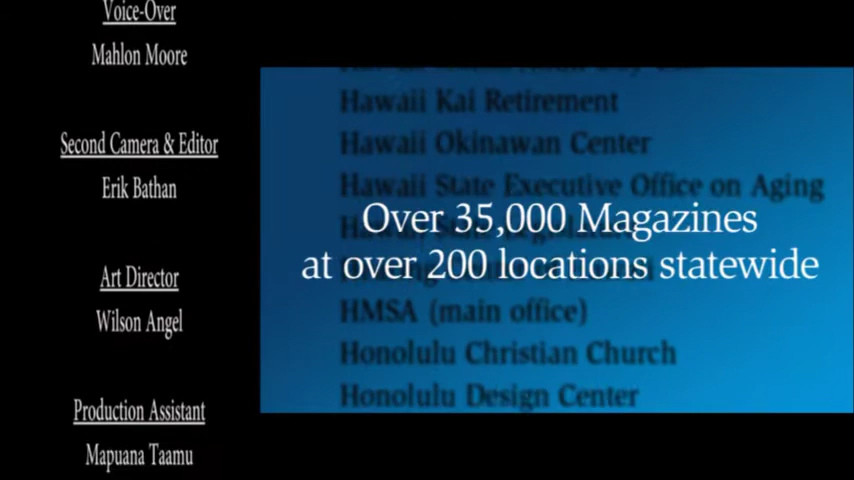 Voice-Over
Mahlon Moore
Second Camera & Editor
Erik Bathan
Art Director
Wilson Angel
Production Assistant
Mapuana Taamu
Hawaii Kai Retirement
Hawaii Okinawan Center
Hawaii State Executive Office on Aging
Over 35,000 Magazines
at over 200 locations statewide
HMSA (main office)
Honolulu Christian Church
Honolulu Design Center